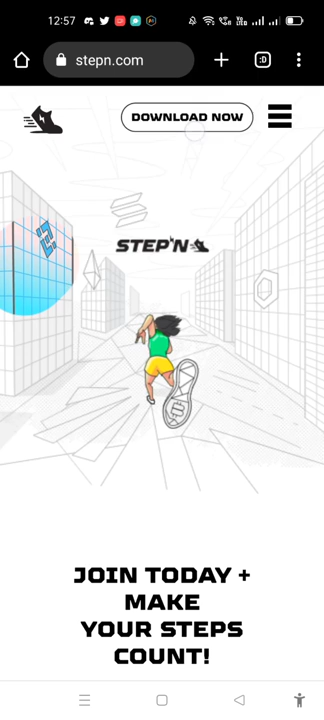 12:57
stepn.com
:D
DOWNLOAD NOW
STEP'N
JOIN TODAY +
MAKE
YOUR STEPS
COUNT!